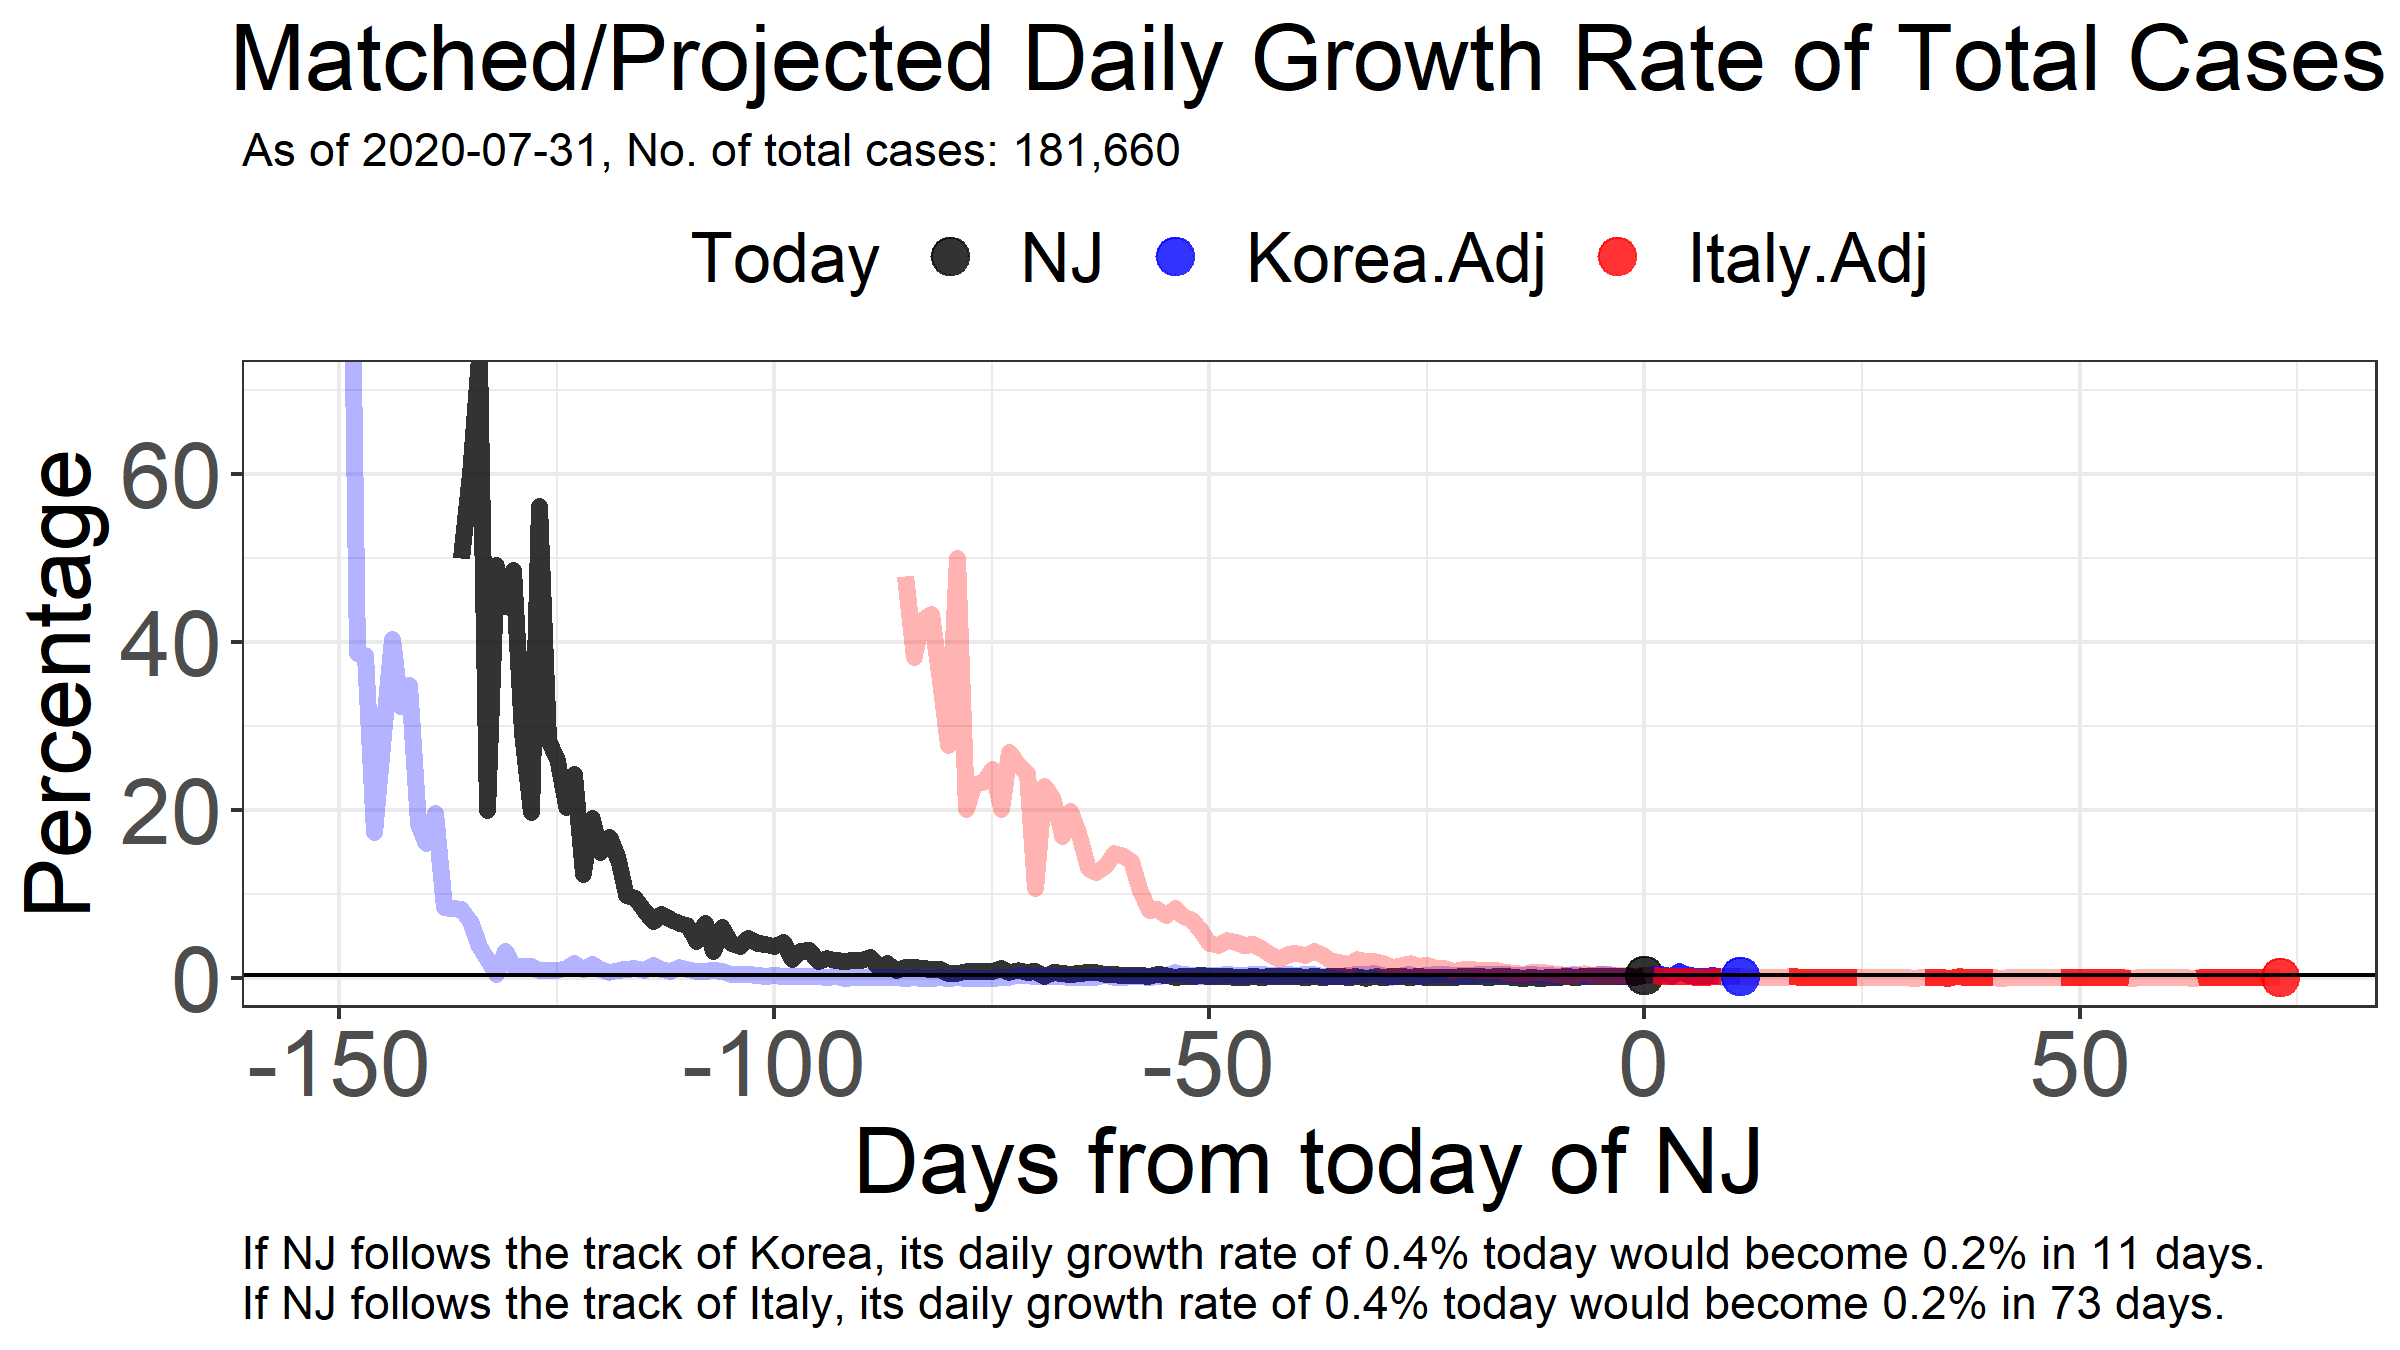 Matched/Projected Daily Growth Rate of Total Cases
As of 2020-07-31, No. of total cases: 181,660
Today NJ Korea.Adj Italy.Adj
Percentage
60
40
20
0
-150 -100 -50 0 50
Days from today of NJ
If NJ follows the track of Korea, its daily growth rate of 0.4% today would become 0.2% in 11 days.
If NJ follows the track of Italy, its daily growth rate of 0.4% today would become 0.2% in 73 days.